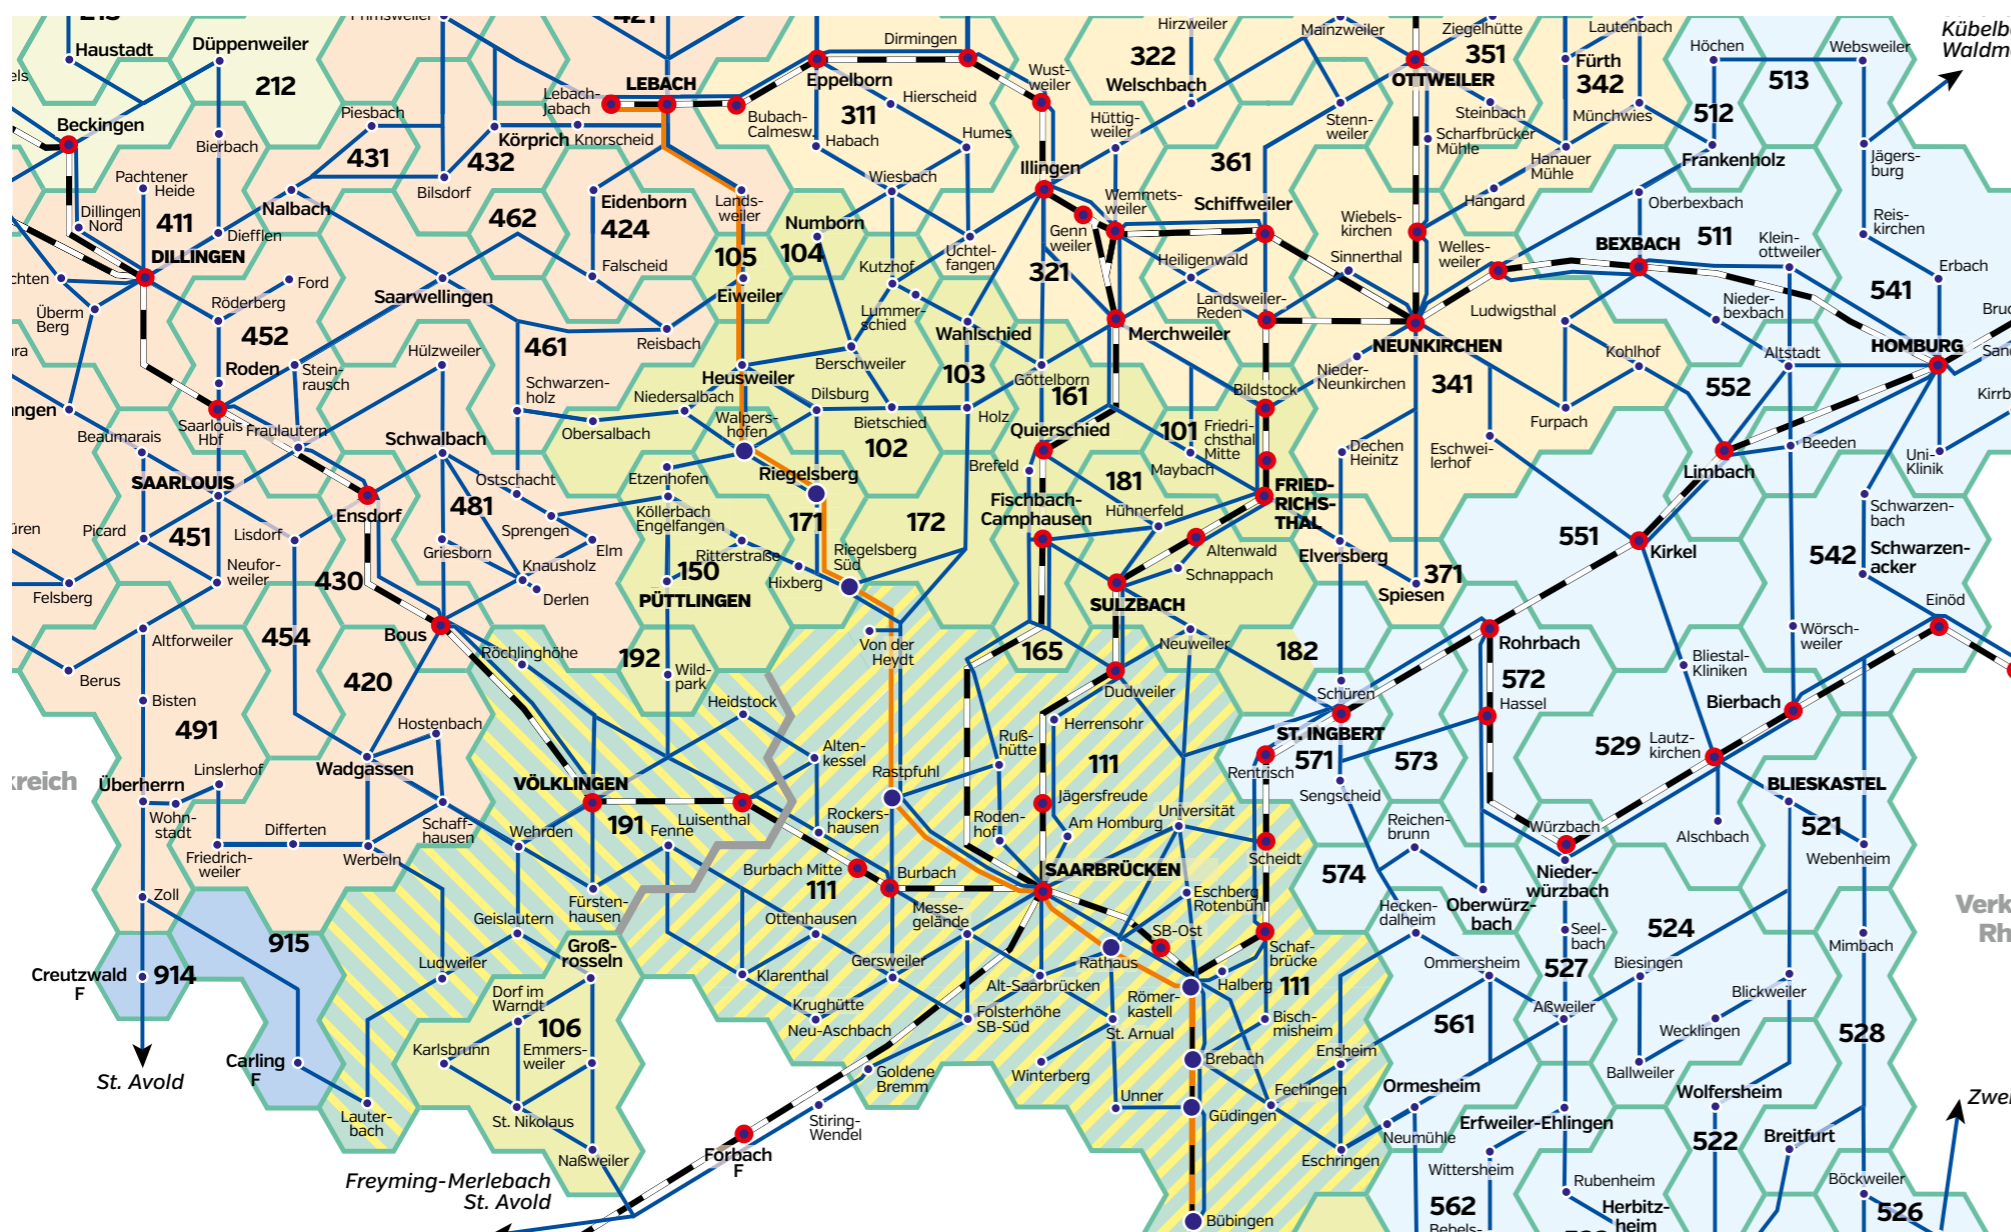 Haustadt
Düppenweiler
212
Beckingen
Bierbach
Pachtener
Heide
Dillingen
Nord
411
DILLINGEN
Diefflen
Nalbach
Piesbach
431
432
Bilsdorf
Körprich
Knorscheid
Lebach-
Jabach
LEBACH
Bubach-
Calmesw.
Eppelborn
Dirmingen
311
Hierscheid
Habach
Humes
Wiesbach
Wust-
weiler
322
Welschbach
Hirzweiler
Mainzweiler
Ziegelhütte
351
OTTWEILER
Steinbach
Lautenbach
Fürth
342
Münchwies
Höchen
Websweiler
513
512
Frankenholz
Jägers-
burg
Hüttig-
weiler
Stenn-
weiler
Scharfbrücker
Mühle
Hanauer
Mühle
Hangard
361
Illingen
Wemmets-
weiler
Schiffweiler
Wiebels-
kirchen
Welles-
weiler
Oberbexbach
BEXBACH
511
Klein-
ottweiler
Reis-
kirchen
Erbach
541
Eidenborn
424
462
Falscheid
Lands-
weiler
105
Eiweiler
Numborn
104
Kutzhof
Uchtel-
fangen
Genn
weiler
321
Heiligenwald
Sinnerthal
Landsweiler-
Reden
NEUNKIRCHEN
Ludwigsthal
Nieder-
bexbach
Altstadt
HOMBURG
Überm
Berg
Röderberg
Ford
452
Saarwellingen
Roden
Stein-
rausch
Hülzweiler
461
Reisbach
Schwarzen-
holz
Obersalbach
Niedersalbach
Heusweiler
Lummer-
schied
Berschweiler
Wahlschied
103
Dilsburg
Bietschied
Holz
Göttelborn
161
Merchweiler
Bildstock
Nieder-
Neunkirchen
341
Kohlhof
Furpach
552
Beeden
Limbach
Uni-
Klinik
Saarlouis
Hbf
Fraulautern
Beaumarais
SAARLOUIS
Picard
451
Lisdorf
Neufor-
weiler
Felsberg
Ensdorf
Schwalbach
481
Ostschacht
Sprengen
Griesborn
Elm
Knausholz
Derlen
430
Bous
Walpers-
hofen
Riegelsberg
102
171
172
Etzenhofen
Köllerbach
Engelfangen
Ritterstraße
Hixberg
Riegelsberg
Süd
150
PÜTTLINGEN
192
Wild-
park
Von der
Heydt
Quierschied
Brefeld
Fischbach-
Camphausen
101
Maybach
Friedri-
chsthal
Mitte
181
Hühnerfeld
FRIED-
RICHS-
THAL
Altenwald
Schnappach
SULZBACH
165
Neuweiler
182
Dudweiler
Dechen
Heinitz
Eschwei-
lerhof
Elversberg
371
Spiesen
551
Kirkel
Schwarzen-
bach
542
Schwarzen-
acker
Einöd
Wörsch-
weiler
Bliestal-
Kliniken
Bierbach
Rohrbach
572
Hassel
573
Schüren
ST. INGBERT
571
Sengscheid
Rentrisch
529
Lautz-
kirchen
BLIESKASTEL
521
Webenheim
Alschbach
Würzbach
Nieder-
würzbach
Reichen-
brunn
574
Oberwürz-
bach
Hecken-
dalheim
Seel-
bach
524
528
Mimbach
Altforweiler
Berus
Bisten
491
454
420
Röchlinghöhe
Hostenbach
Wadgassen
Überherrn
Linslerhof
Wohn-
stadt
Friedrich-
weiler
Differten
Werbeln
Schaff-
hausen
Zoll
915
914
Creutzwald
F
Carling
F
St. Avold
VÖLKLINGEN
191
Luisenthal
Heidstock
Alten-
kessel
Rockers-
hausen
Rastpfuhl
Wehrden
Fenne
Fürsten-
hausen
Geislautern
Ludweiler
Lauter-
bach
Groß-
rosseln
Dorf im
Warndt
106
Karlsbrunn
Emmers-
weiler
St. Nikolaus
Naßweiler
Freyming-Merlebach
St. Avold
Forbach
F
Stiring-
Wendel
Goldene
Bremm
Burbach Mitte
111
Burbach
Ottenhausen
Messe-
gelände
Klarenthal
Gersweiler
Krughütte
Neu-Aschbach
Folsterhöhe
SB-Süd
Alt-Saarbrücken
Winterberg
Ruß-
hütte
Roden-
hof
Herrensohr
111
Jägersfreude
Am Homburg
Universität
SAARBRÜCKEN
Eschberg
Rotenbühl
Scheidt
SB-Ost
Rathaus
Schaf-
brücke
Halberg
111
Römer-
kastell
St. Arnual
Bisch-
misheim
Brebach
Unner
Güdingen
Fechingen
Ensheim
Eschringen
Bübingen
Ommersheim
561
527
Aßweiler
Biesingen
Blickweiler
Wecklingen
Ballweiler
Ormesheim
Neumühle
Erfweiler-Ehlingen
Wittersheim
562
Rubenheim
Herbitz-
heim
Wolfersheim
522
Breitfurt
Böckweiler
526